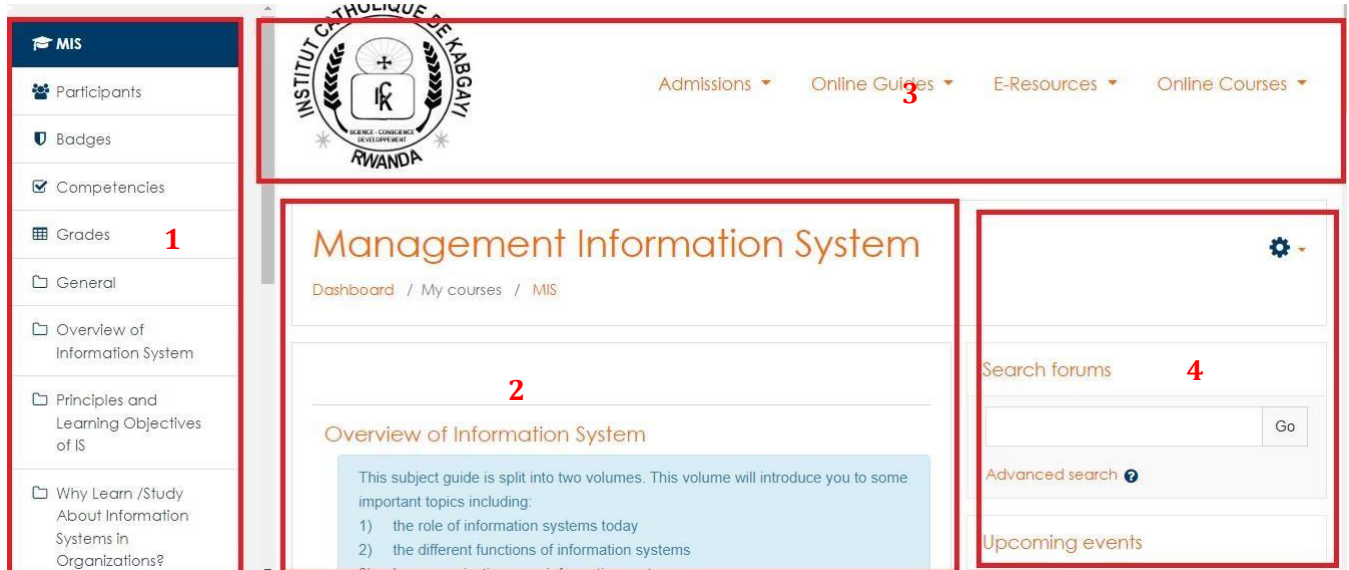 MIS
Participants
Badges
Competencies
Grades
1
General
Overview of
Information System
Principles and
Learning Objectives
of IS
Why Learn /Study
About Information
Systems in
Organizations?
INSTITUT CATHOLIQUE DE KABGAYI
ICK
SCIENCE - CONSCIENCE
DEVELOPPEMENT
RWANDA
Admissions
Online Guides
E-Resources
Online Courses
3
Management Information System
Dashboard / My courses / MIS
2
Overview of Information System
This subject guide is split into two volumes. This volume will introduce you to some
important topics including:
1) the role of information systems today
2) the different functions of information systems
Search forums
4
Go
Advanced search
Upcoming events